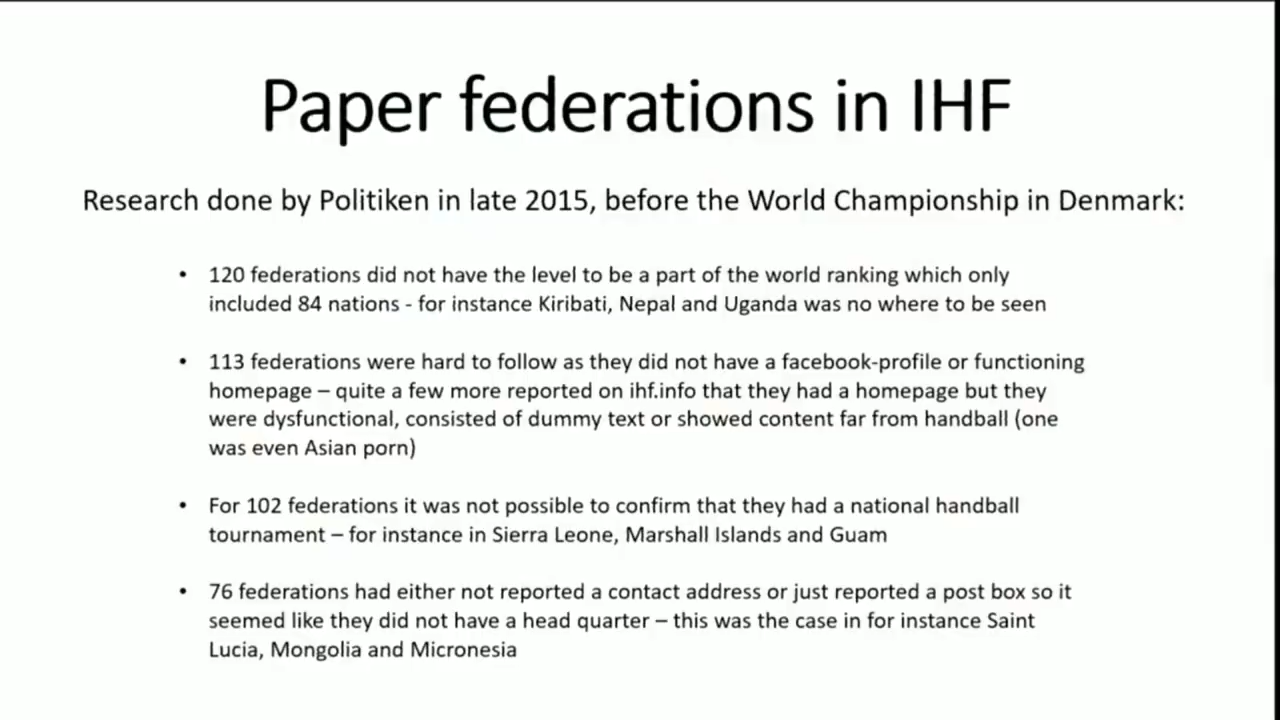 Paper federations in IHF
Research done by Politiken in late 2015, before the World Championship in Denmark:
• 120 federations did not have the level to be a part of the world ranking which only
included 84 nations - for instance Kiribati, Nepal and Uganda was no where to be seen
• 113 federations were hard to follow as they did not have a facebook-profile or functioning
homepage – quite a few more reported on ihf.info that they had a homepage but they
were dysfunctional, consisted of dummy text or showed content far from handball (one
was even Asian porn)
• For 102 federations it was not possible to confirm that they had a national handball
tournament – for instance in Sierra Leone, Marshall Islands and Guam
• 76 federations had either not reported a contact address or just reported a post box so it
seemed like they did not have a head quarter – this was the case in for instance Saint
Lucia, Mongolia and Micronesia